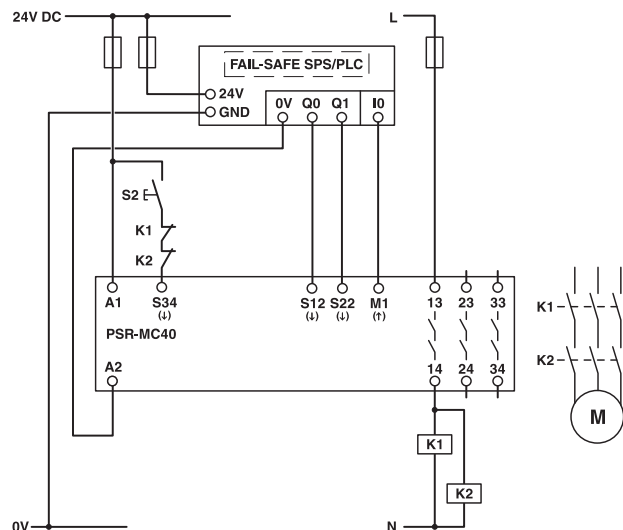 24V DC
L
FAIL-SAFE SPS/PLC
24V
GND
0V Q0 Q1 I0
S2
K1
K2
A1 S34 S12 S22 M1 13 23 33
(↓) (↓) (↓) (↑)
PSR-MC40
A2 14 24 34
K1
K2
M
K1
K2
0V
N